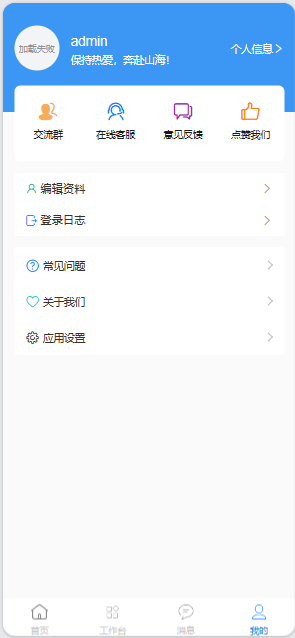 加载失败
admin
保持热爱，奔赴山海！
个人信息
交流群 在线客服 意见反馈 点赞我们
编辑资料
登录日志
常见问题
关于我们
应用设置
首页 工作台 消息 我的